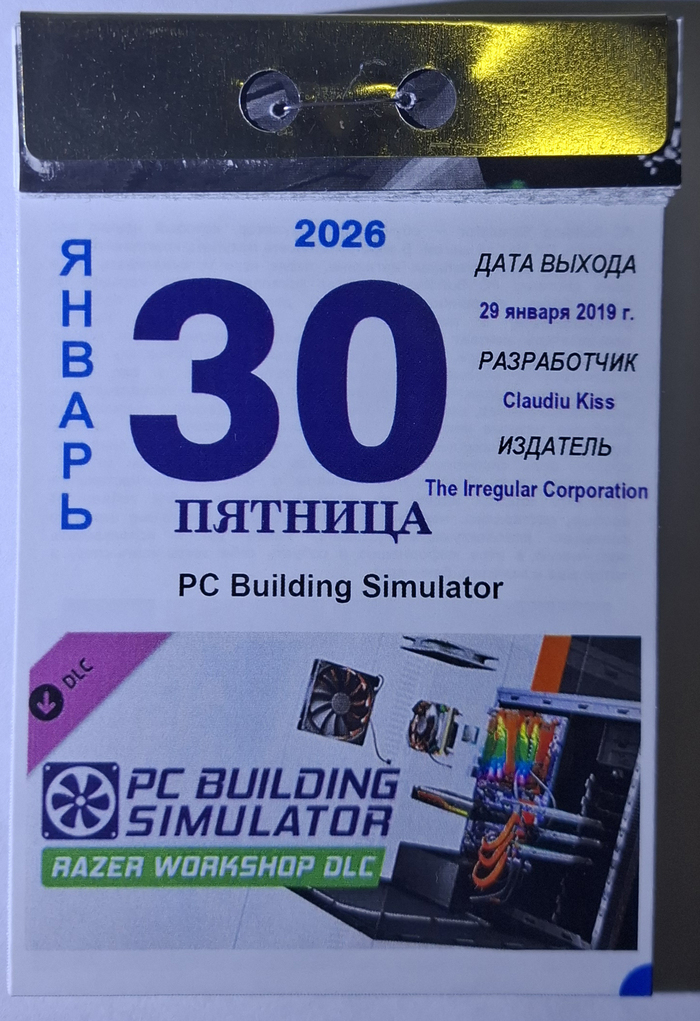 2026
ЯНВАРЬ
30
ПЯТНИЦА
ДАТА ВЫХОДА
29 января 2019 г.
РАЗРАБОТЧИК
Claudiu Kiss
ИЗДАТЕЛЬ
The Irregular Corporation
PC Building Simulator
DLC
PC BUILDING
SIMULATOR
RAZER WORKSHOP DLC